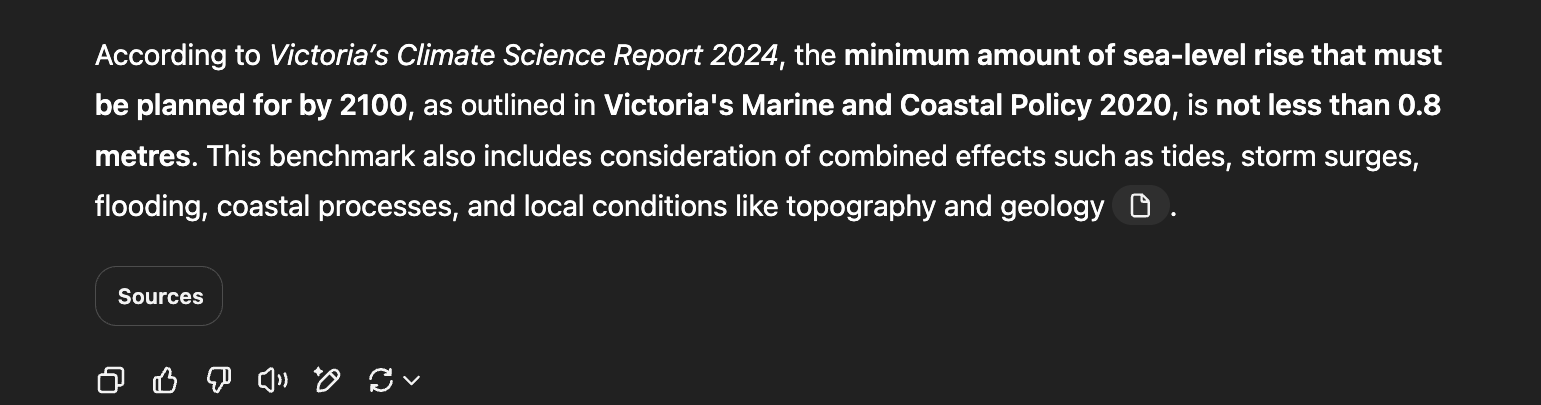 According to Victoria’s Climate Science Report 2024, the minimum amount of sea-level rise that must
be planned for by 2100, as outlined in Victoria's Marine and Coastal Policy 2020, is not less than 0.8
metres. This benchmark also includes consideration of combined effects such as tides, storm surges,
flooding, coastal processes, and local conditions like topography and geology .
Sources